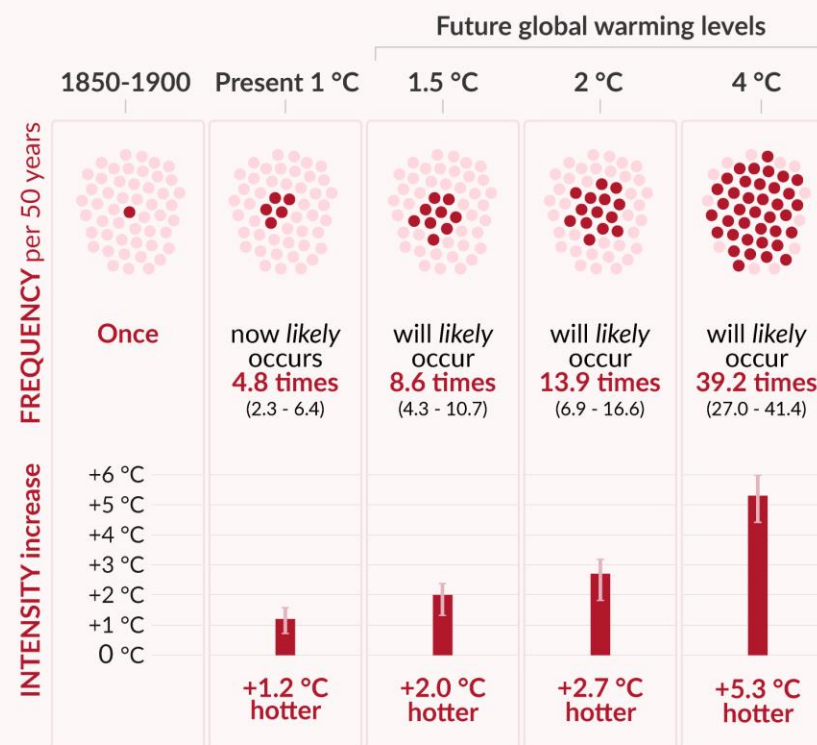 Future global warming levels
1850-1900
Present 1 °C
1.5 °C
2 °C
4 °C
FREQUENCY per 50 years
Once
now likely
occurs
4.8 times
(2.3 - 6.4)
will likely
occur
8.6 times
(4.3 - 10.7)
will likely
occur
13.9 times
(6.9 - 16.6)
will likely
occur
39.2 times
(27.0 - 41.4)
INTENSITY increase
+6 °C
+5 °C
+4 °C
+3 °C
+2 °C
+1 °C
0 °C
+1.2 °C
hotter
+2.0 °C
hotter
+2.7 °C
hotter
+5.3 °C
hotter